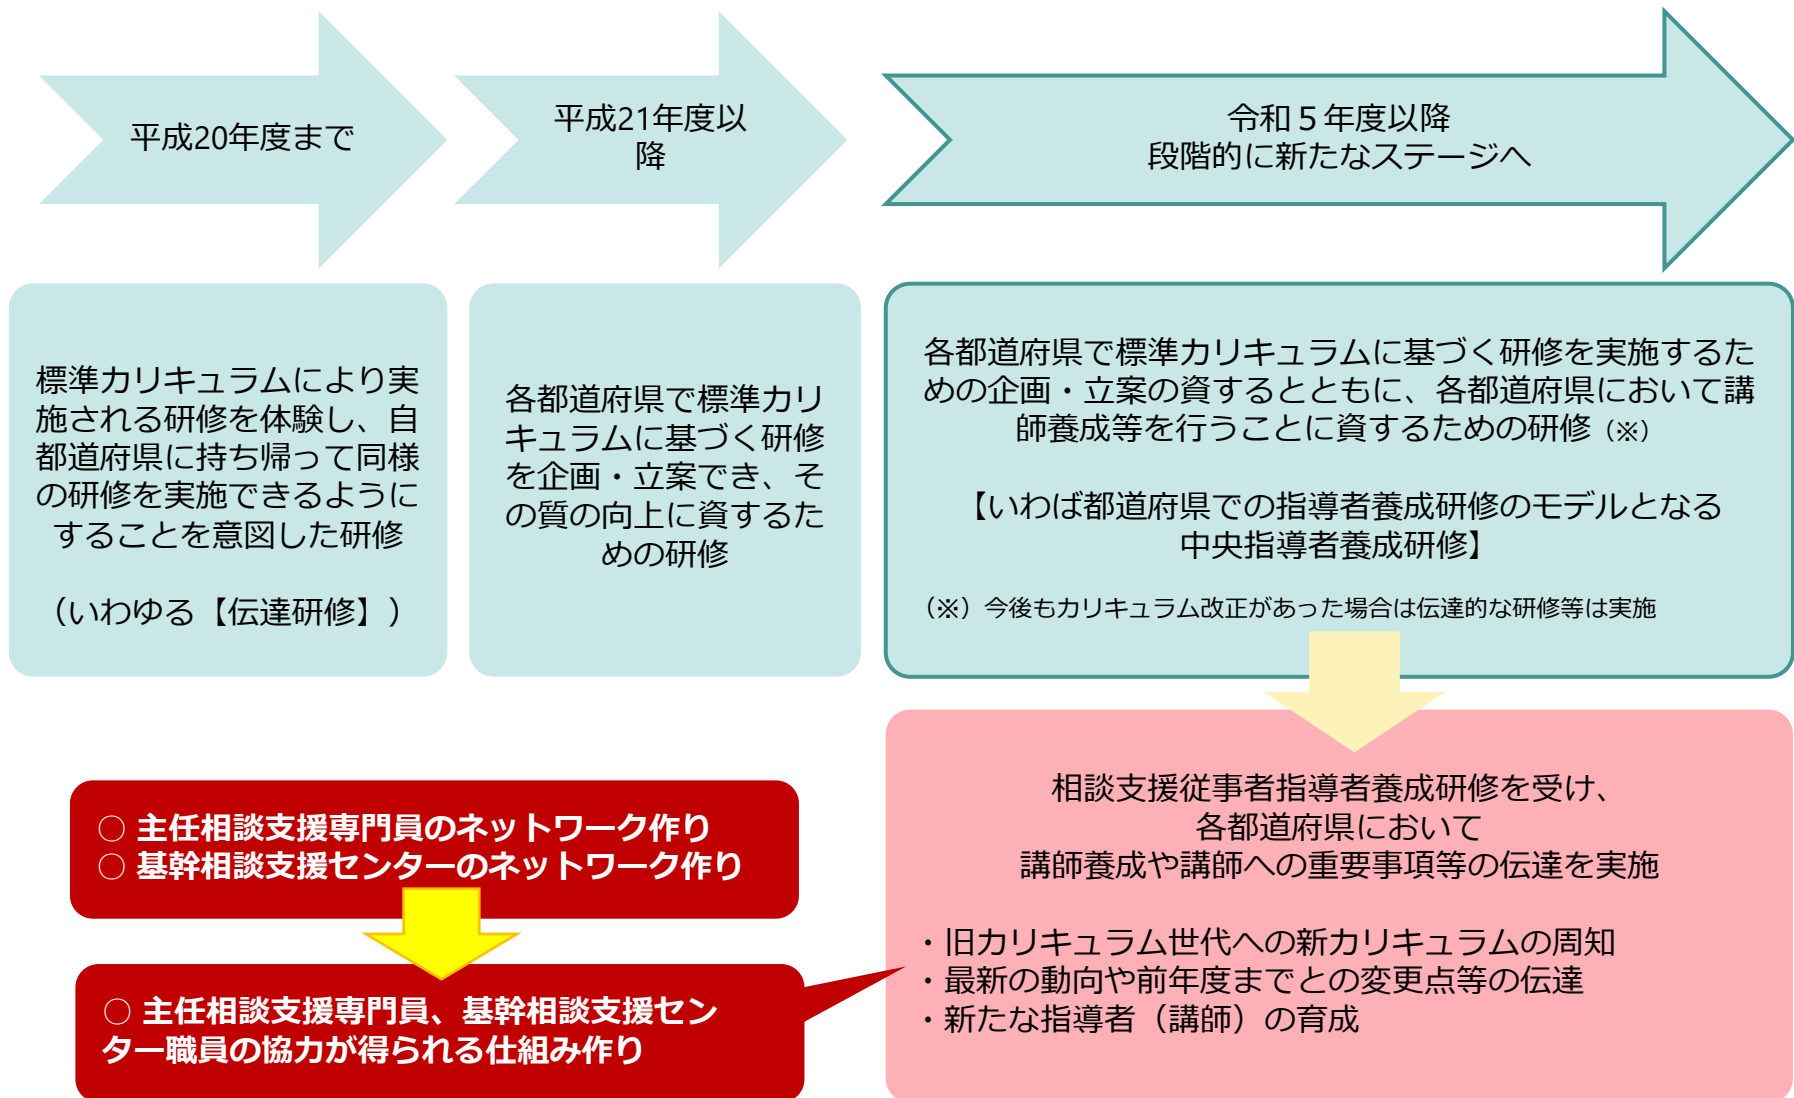 平成20年度まで
平成21年度以
降
令和５年度以降
段階的に新たなステージへ
標準カリキュラムにより実
施される研修を体験し、自
都道府県に持ち帰って同様
の研修を実施できるように
することを意図した研修
（いわゆる【伝達研修】）
各都道府県で標準カリ
キュラムに基づく研修
を企画・立案でき、そ
の質の向上に資するた
めの研修
各都道府県で標準カリキュラムに基づく研修を実施するた
めの企画・立案の資するとともに、各都道府県において講
師養成等を行うことに資するための研修（※）
【いわば都道府県での指導者養成研修のモデルとなる
中央指導者養成研修】
（※）今後もカリキュラム改正があった場合は伝達的な研修等は実施
○ 主任相談支援専門員のネットワーク作り
○ 基幹相談支援センターのネットワーク作り
○ 主任相談支援専門員、基幹相談支援セン
ター職員の協力が得られる仕組み作り
相談支援従事者指導者養成研修を受け、
各都道府県において
講師養成や講師への重要事項等の伝達を実施
・旧カリキュラム世代への新カリキュラムの周知
・最新の動向や前年度までとの変更点等の伝達
・新たな指導者（講師）の育成